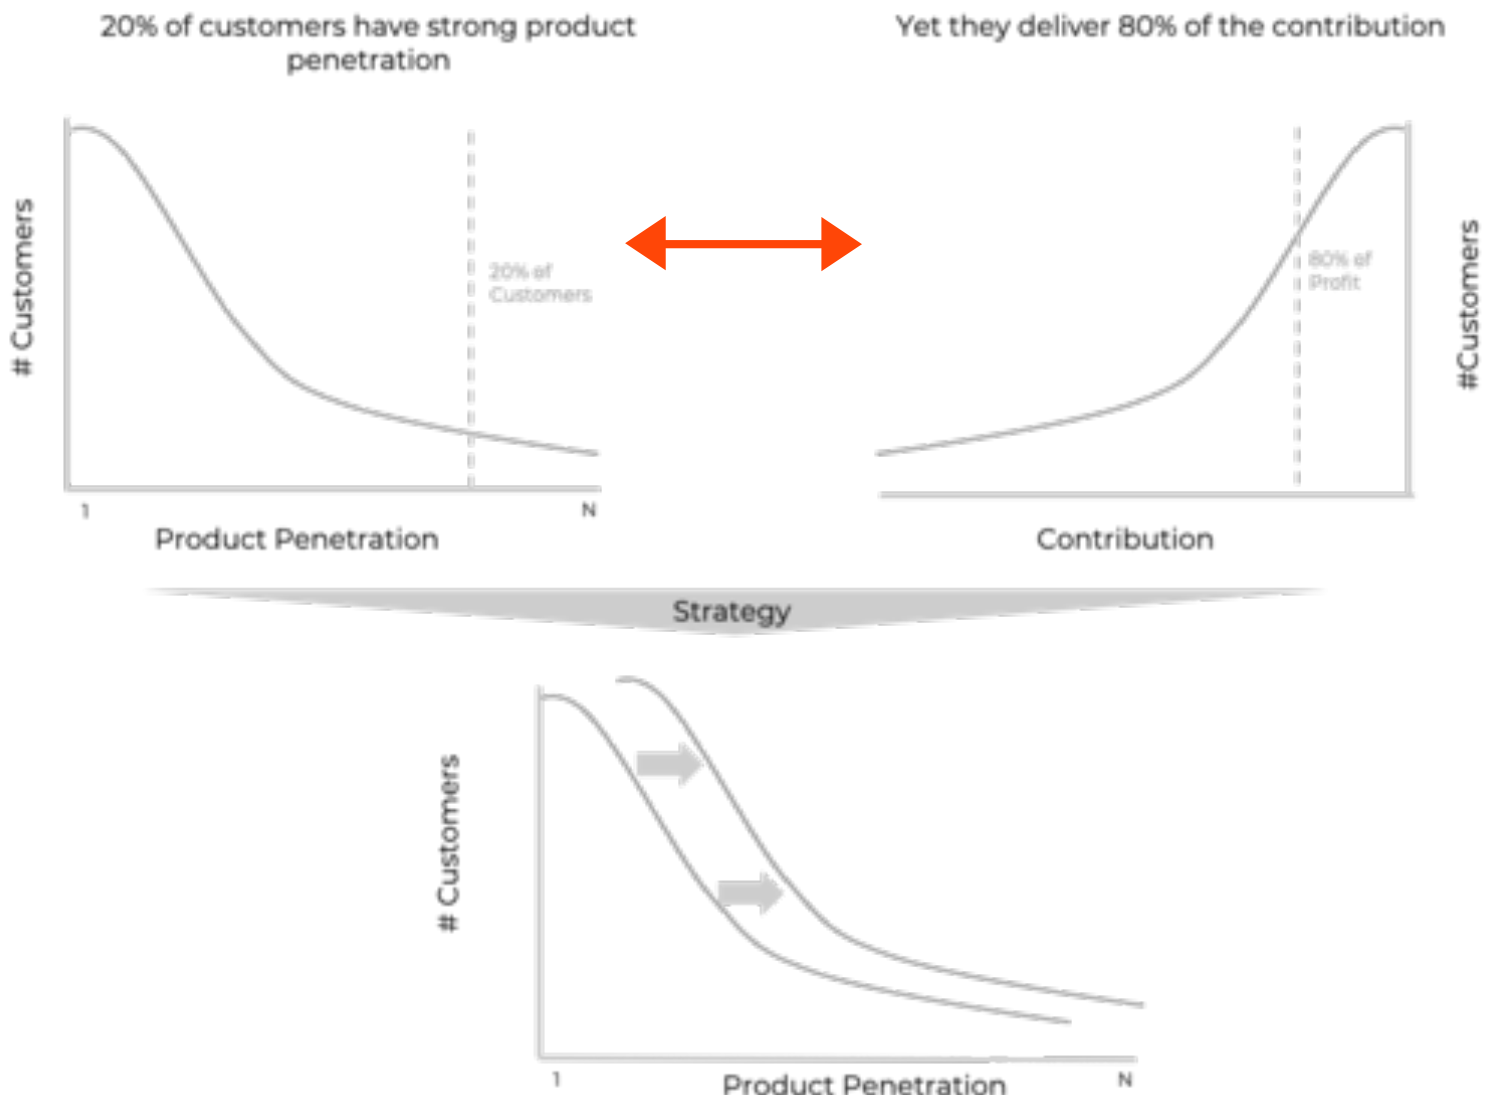 20% of customers have strong product
penetration
Yet they deliver 80% of the contribution
# Customers
20% of
Customers
1
N
Product Penetration
80% of
Profit
#Customers
Contribution
Strategy
# Customers
1
N
Product Penetration